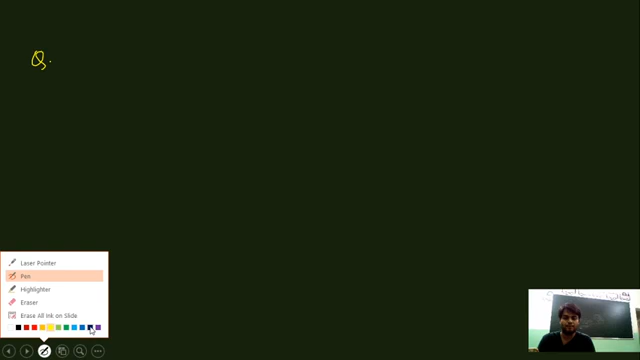 Q.
Laser Pointer
Pen
Highlighter
Eraser
Erase All Ink on Slide